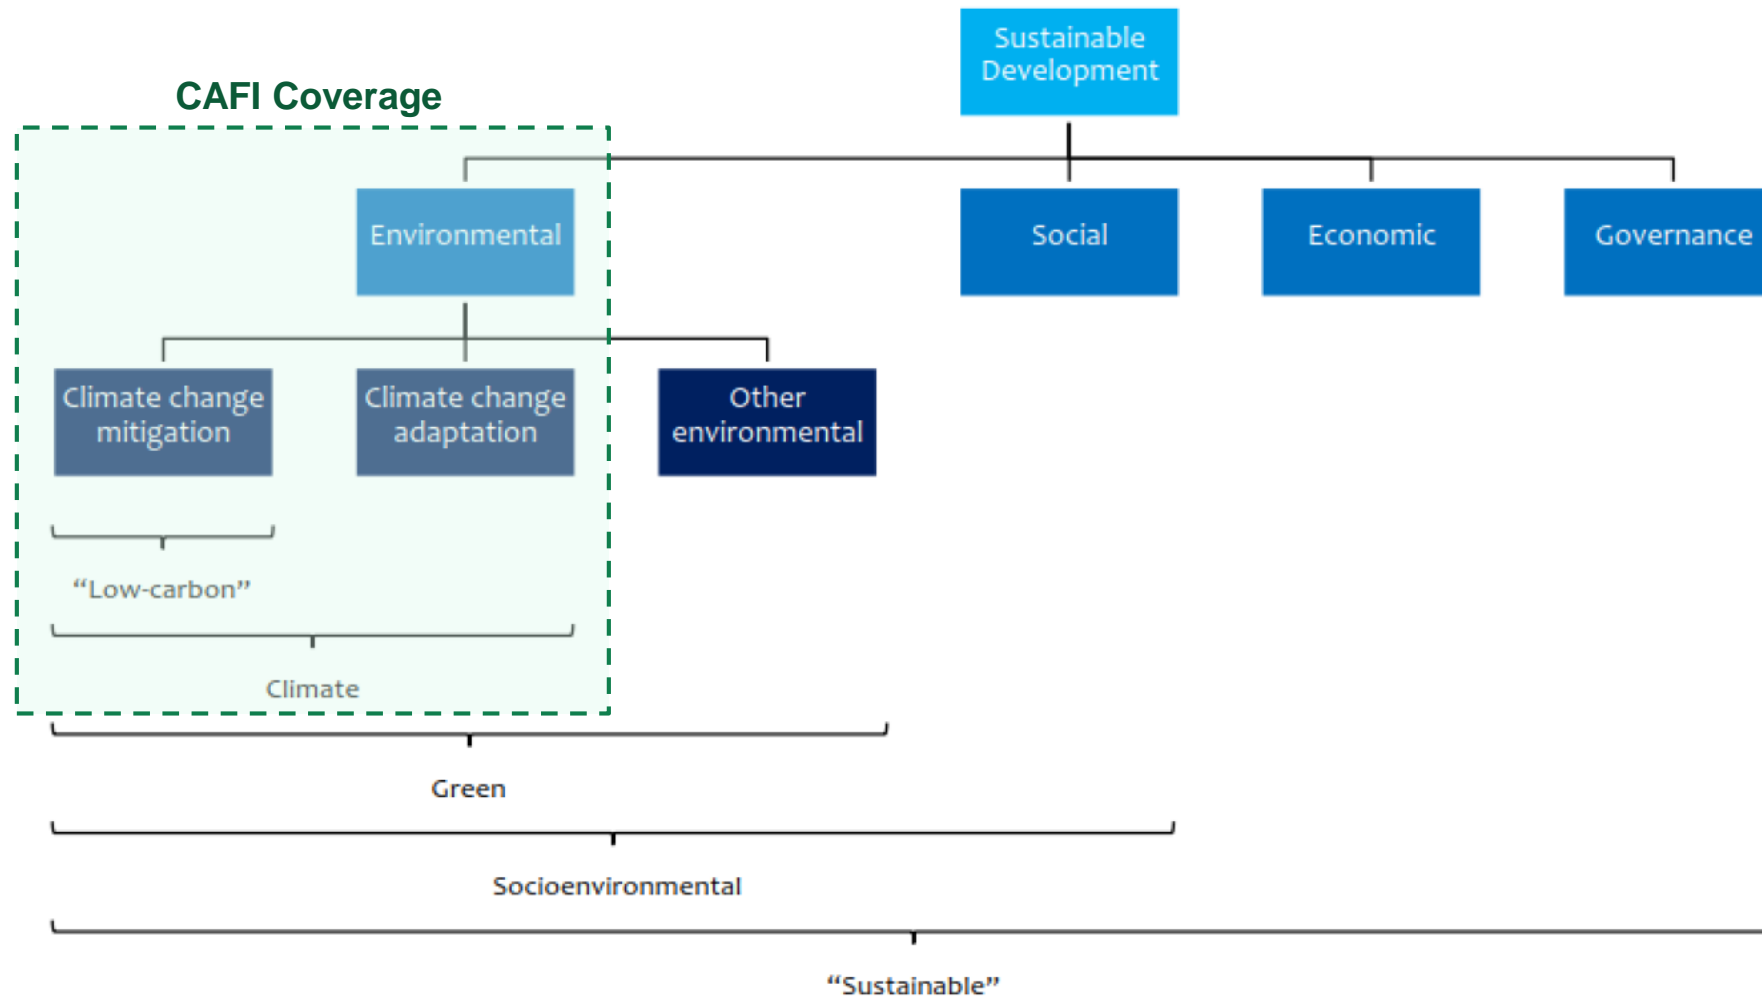 Sustainable
Development
CAFI Coverage
Environmental
Social
Economic
Governance
Climate change
mitigation
Climate change
adaptation
Other
environmental
“Low-carbon”
Climate
Green
Socioenvironmental
“Sustainable”